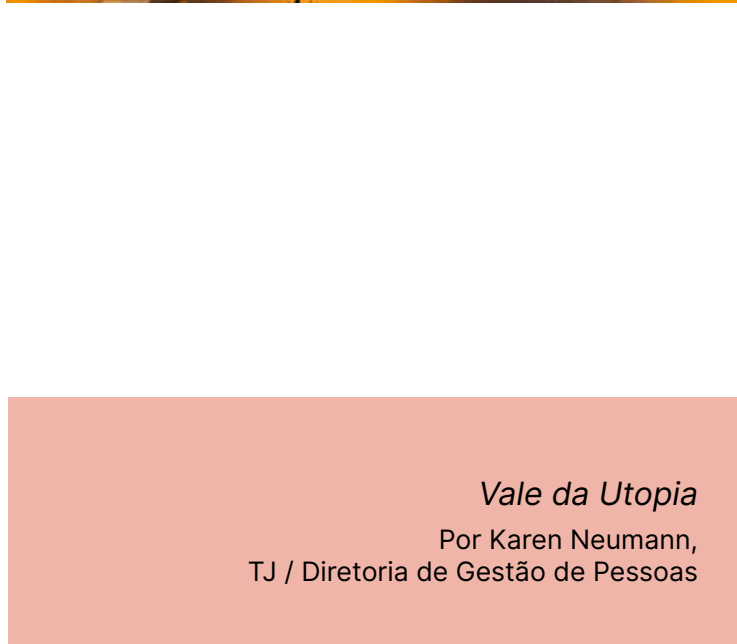 Vale da Utopia
Por Karen Neumann,
TJ / Diretoria de Gestão de Pessoas